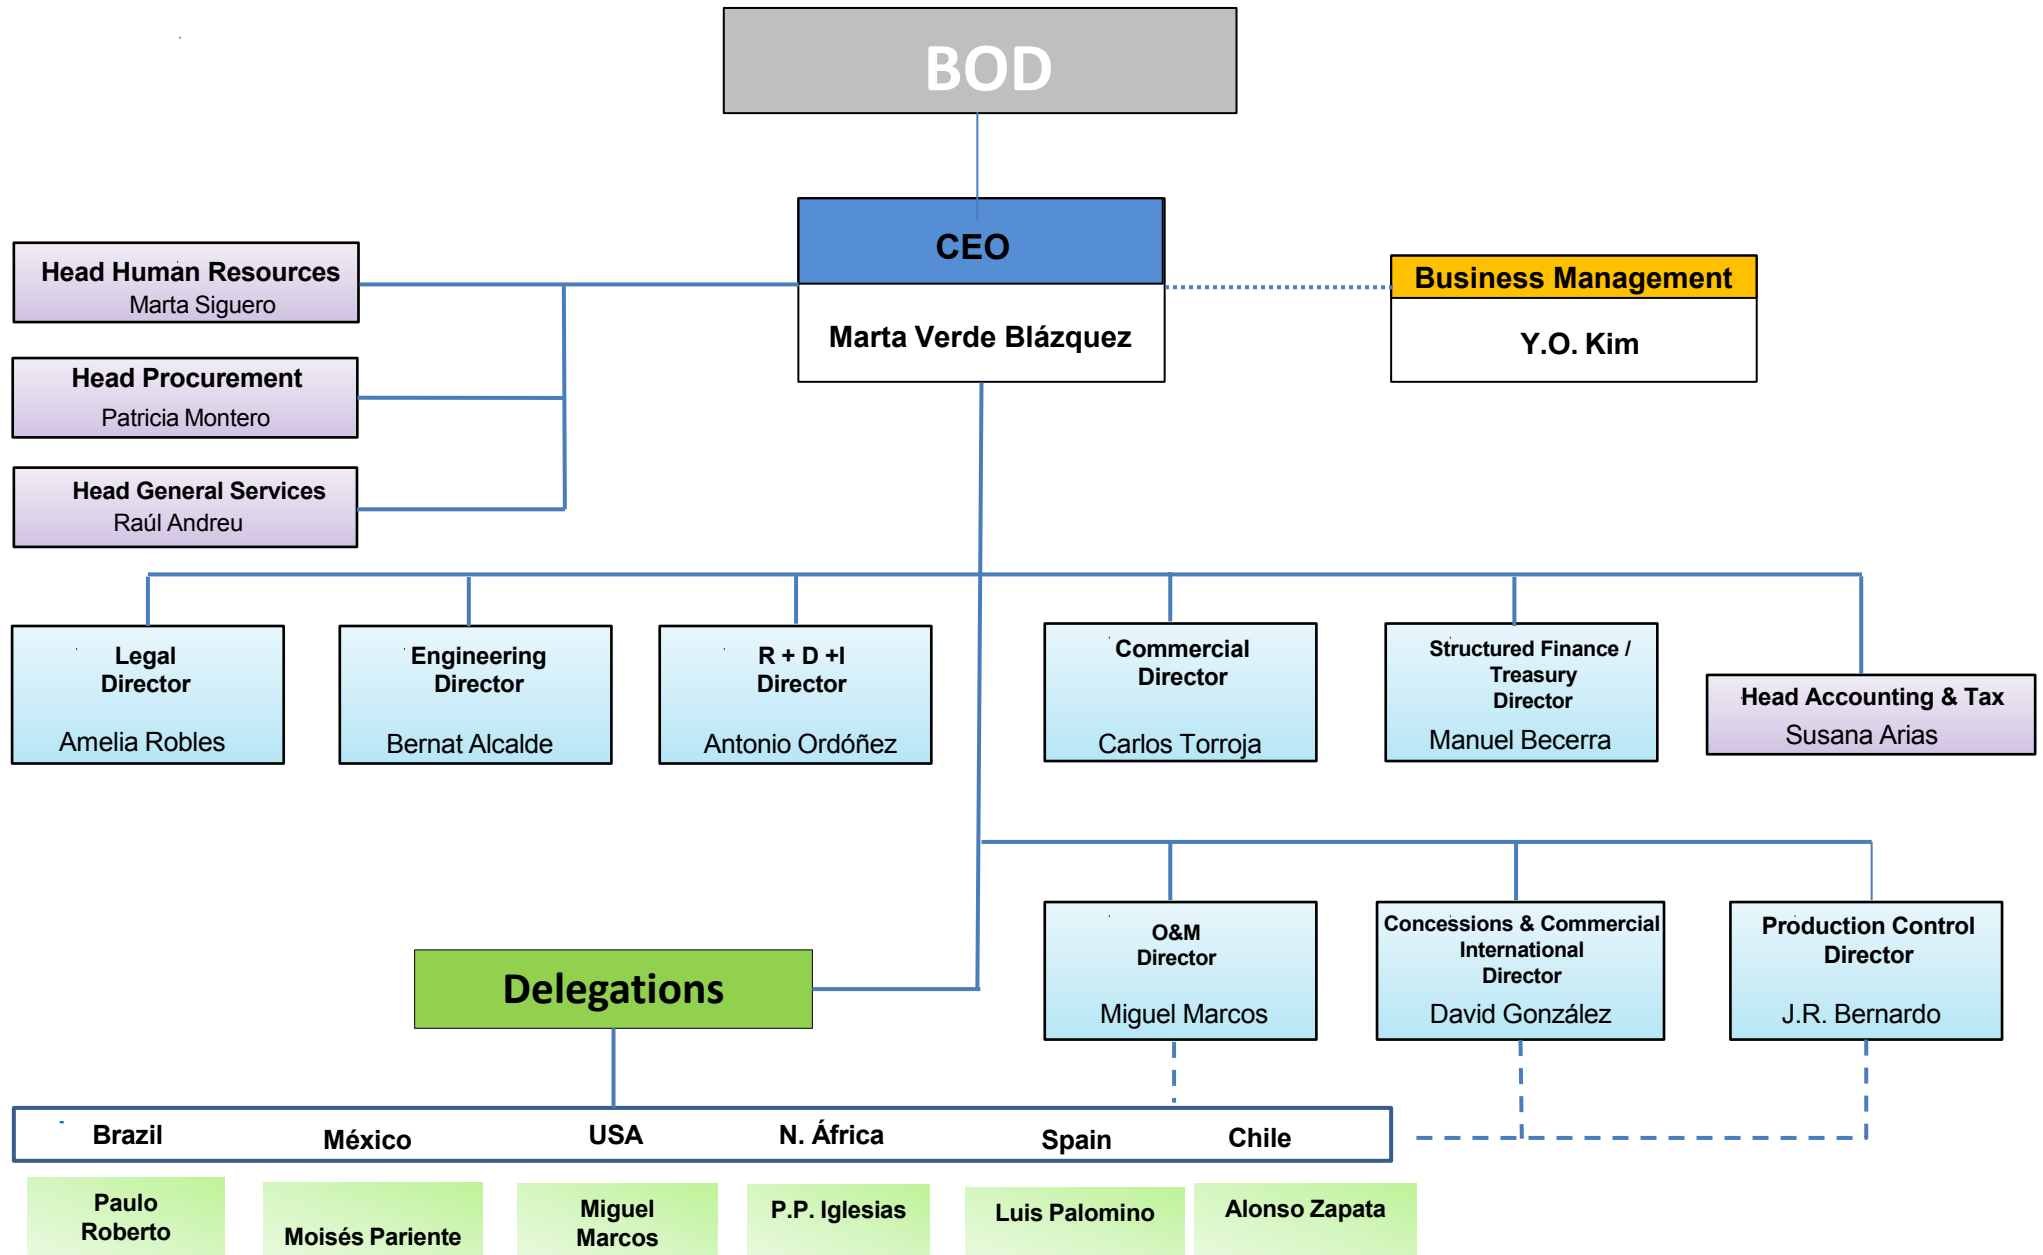 BOD
CEO
Marta Verde Blázquez
Business Management
Y.O. Kim
Head Human Resources
Marta Siguero
Head Procurement
Patricia Montero
Head General Services
Raúl Andreu
Legal
Director
Amelia Robles
Engineering
Director
Bernat Alcalde
R + D +I
Director
Antonio Ordóñez
Commercial
Director
Carlos Torroja
Structured Finance /
Treasury
Director
Manuel Becerra
Head Accounting & Tax
Susana Arias
O&M
Director
Miguel Marcos
Concessions & Commercial
International
Director
David González
Production Control
Director
J.R. Bernardo
Delegations
Brazil
México
USA
N. África
Spain
Chile
Paulo
Roberto
Moisés Pariente
Miguel
Marcos
P.P. Iglesias
Luis Palomino
Alonso Zapata